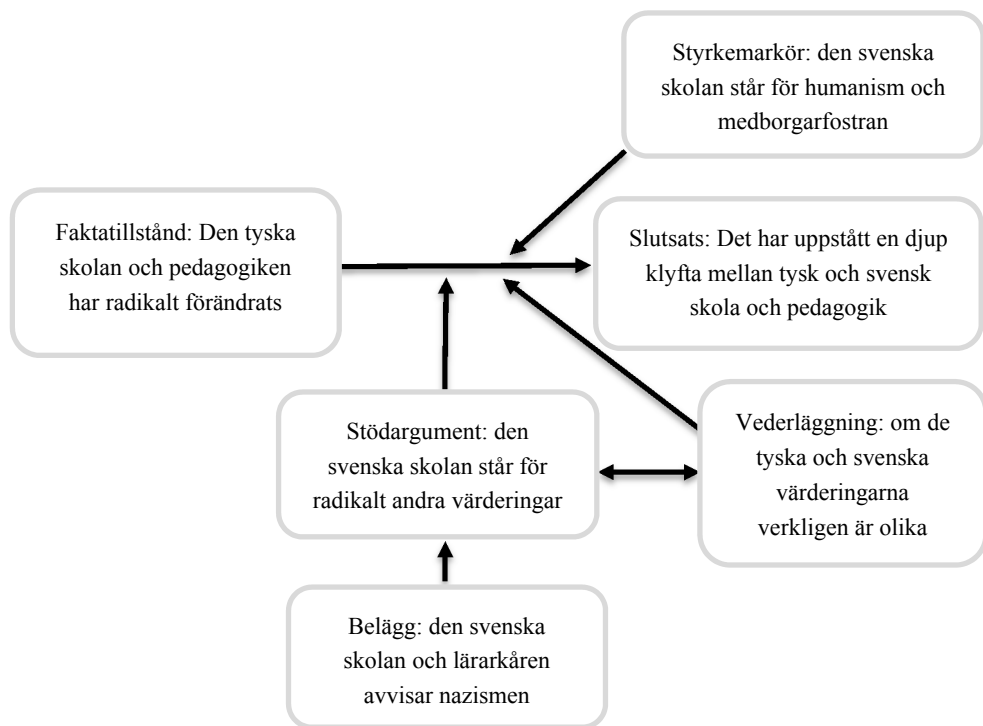 Styrkemarkör: den svenska
skolan står för humanism och
medborgarfostran
Faktatillstånd: Den tyska
skolan och pedagogiken
har radikalt förändrats
Slutsats: Det har uppstått en djup
klyfta mellan tysk och svensk
skola och pedagogik
Stödargument: den
svenska skolan står för
radikalt andra värderingar
Vederläggning: om de
tyska och svenska
värderingarna
verkligen är olika
Belägg: den svenska
skolan och lärarkåren
avvisar nazismen